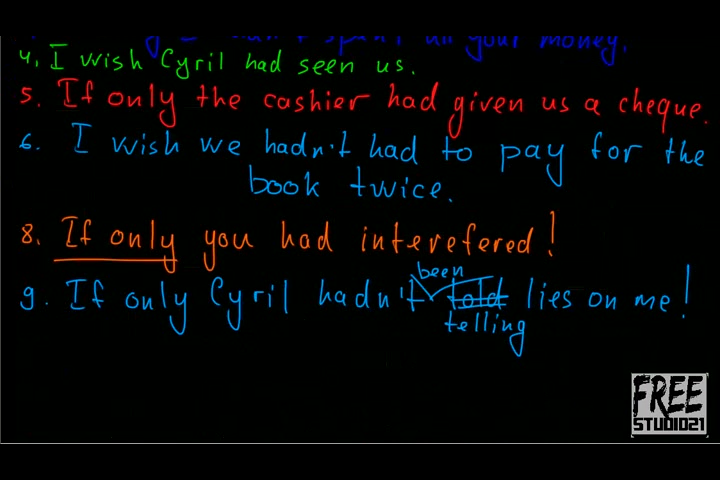 your money.
4. I wish Cyril had seen us.
5. If only the cashier had given us a cheque.
6. I wish we hadn't had to pay for the
book twice.
8. If only you had interefered!
been
9. If only Cyril hadn't told lies on me!
telling
FREE
STUDIO21